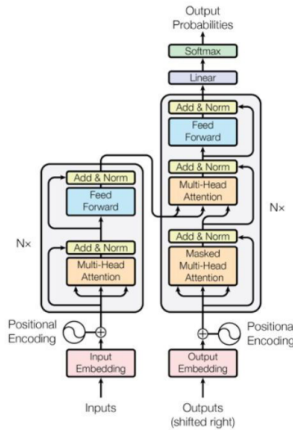 Output
Probabilities
Softmax
Linear
Add & Norm
Feed
Forward
Add & Norm
Multi-Head
Attention
Add & Norm
Masked
Multi-Head
Attention
N×
Positional
Encoding
Output
Embedding
Outputs
(shifted right)
Add & Norm
Feed
Forward
Add & Norm
Multi-Head
Attention
N×
Positional
Encoding
Input
Embedding
Inputs